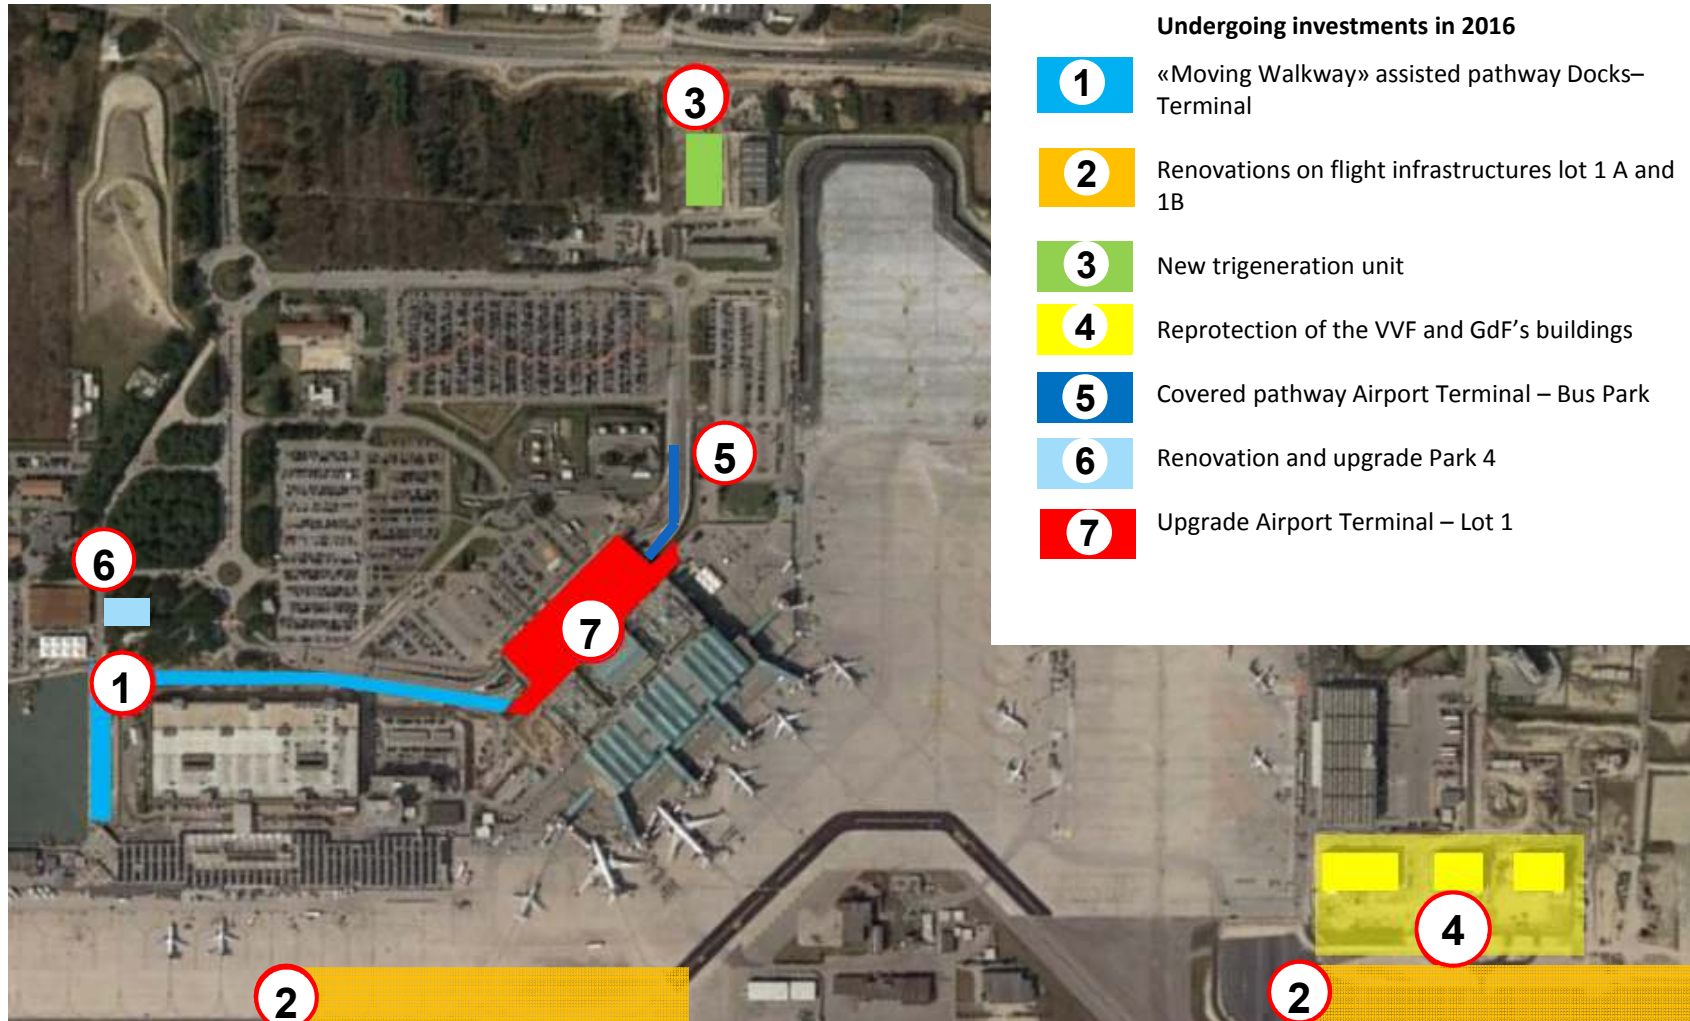 Undergoing investments in 2016
1
«Moving Walkway» assisted pathway Docks–
Terminal
2
Renovations on flight infrastructures lot 1 A and
1B
3
New trigeneration unit
4
Reprotection of the VVF and GdF’s buildings
5
Covered pathway Airport Terminal – Bus Park
6
Renovation and upgrade Park 4
7
Upgrade Airport Terminal – Lot 1
3
5
6
7
1
4
2
2